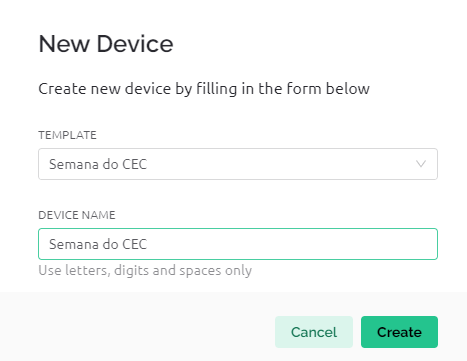 New Device
Create new device by filling in the form below
TEMPLATE
Semana do CEC
DEVICE NAME
Semana do CEC
Use letters, digits and spaces only
Cancel
Create